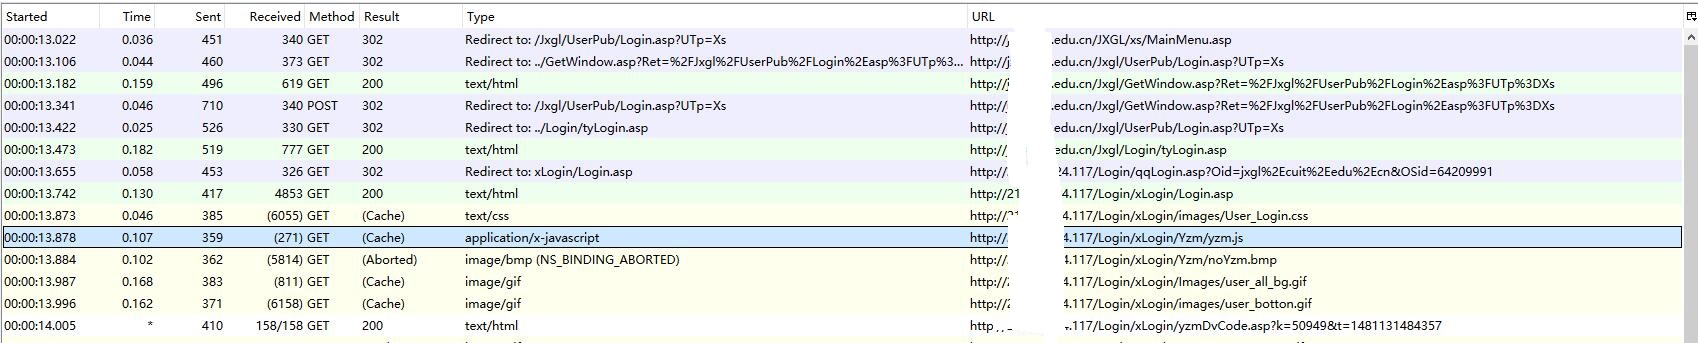 Started Time Sent Received Method Result Type URL
00:00:13.022 0.036 451 340 GET 302 Redirect to: /Jxgl/UserPub/Login.asp?UTp=Xs http:// .edu.cn/JXGL/xs/MainMenu.asp
00:00:13.106 0.044 460 373 GET 302 Redirect to: ../GetWindow.asp?Ret=%2FJxgl%2FUserPub%2FLogin%2Easp%3FUTp%3... http:// .edu.cn/Jxgl/UserPub/Login.asp?UTp=Xs
00:00:13.182 0.159 496 619 GET 200 text/html http:// .edu.cn/Jxgl/GetWindow.asp?Ret=%2FJxgl%2FUserPub%2FLogin%2Easp%3FUTp%3DXs
00:00:13.341 0.046 710 340 POST 302 Redirect to: /Jxgl/UserPub/Login.asp?UTp=Xs http:// .edu.cn/Jxgl/GetWindow.asp?Ret=%2FJxgl%2FUserPub%2FLogin%2Easp%3FUTp%3DXs
00:00:13.422 0.025 526 330 GET 302 Redirect to: ../Login/tyLogin.asp http:// edu.cn/Jxgl/UserPub/Login.asp?UTp=Xs
00:00:13.473 0.182 519 777 GET 200 text/html http:// .edu.cn/Jxgl/Login/tyLogin.asp
00:00:13.655 0.058 453 326 GET 302 Redirect to: xLogin/Login.asp http:// 24.117/Login/qqLogin.asp?Oid=jxgl%2Ecuit%2Eedu%2Ecn&OSid=64209991
00:00:13.742 0.130 417 4853 GET 200 text/html http://21 4.117/Login/xLogin/Login.asp
00:00:13.873 0.046 385 (6055) GET (Cache) text/css http:// 4.117/Login/xLogin/images/User_Login.css
00:00:13.878 0.107 359 (271) GET (Cache) application/x-javascript http:// 4.117/Login/xLogin/Yzm/yzm.js
00:00:13.884 0.102 362 (5814) GET (Aborted) image/bmp (NS_BINDING_ABORTED) http:// 4.117/Login/xLogin/Yzm/noYzm.bmp
00:00:13.987 0.168 383 (811) GET (Cache) image/gif http://2 4.117/Login/xLogin/Images/user_all_bg.gif
00:00:13.996 0.162 371 (6158) GET (Cache) image/gif http://2 4.117/Login/xLogin/images/user_botton.gif
00:00:14.005 * 410 158/158 GET 200 text/html http .117/Login/xLogin/yzmDvCode.asp?k=50949&t=1481131484357